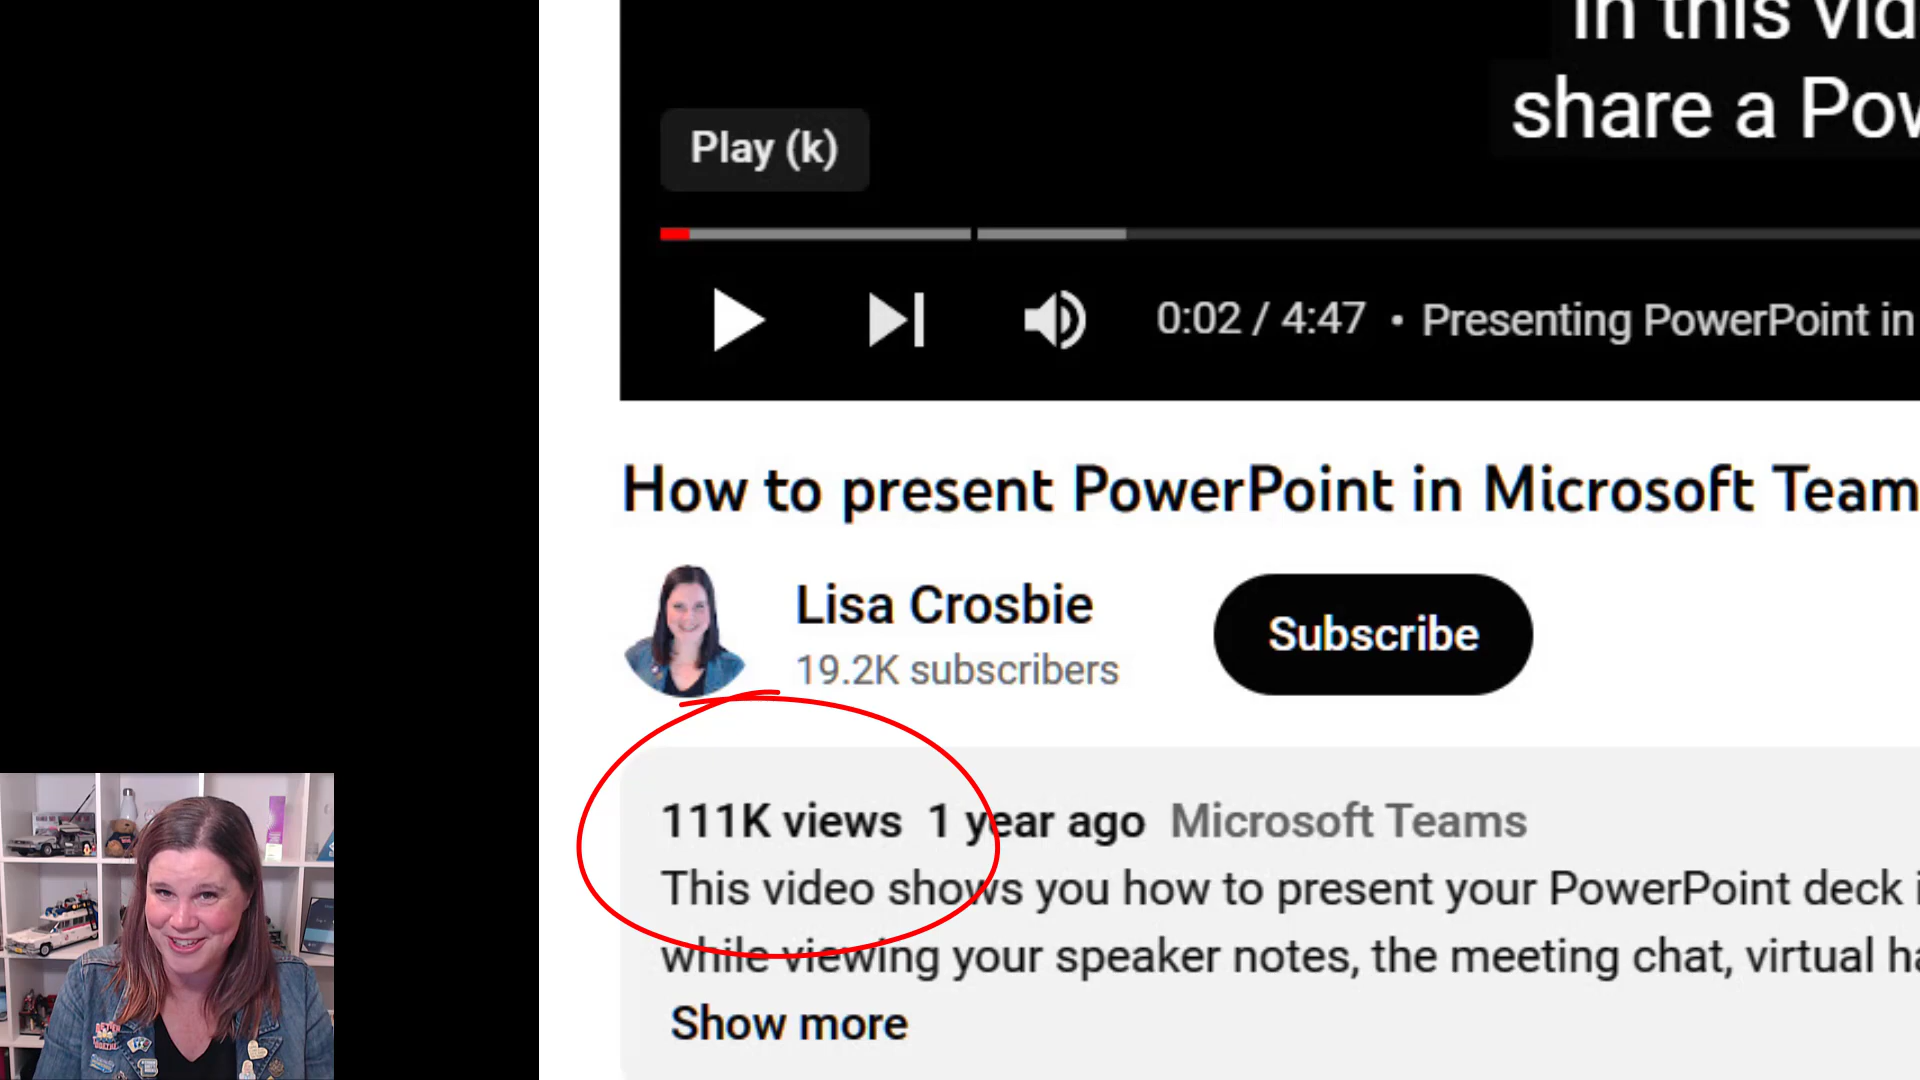 in this vid
share a Pow
Play (k)
0:02 / 4:47 • Presenting PowerPoint in
How to present PowerPoint in Microsoft Team
Lisa Crosbie
19.2K subscribers
Subscribe
111K views 1 year ago Microsoft Teams
This video shows you how to present your PowerPoint deck i
while viewing your speaker notes, the meeting chat, virtual ha
Show more